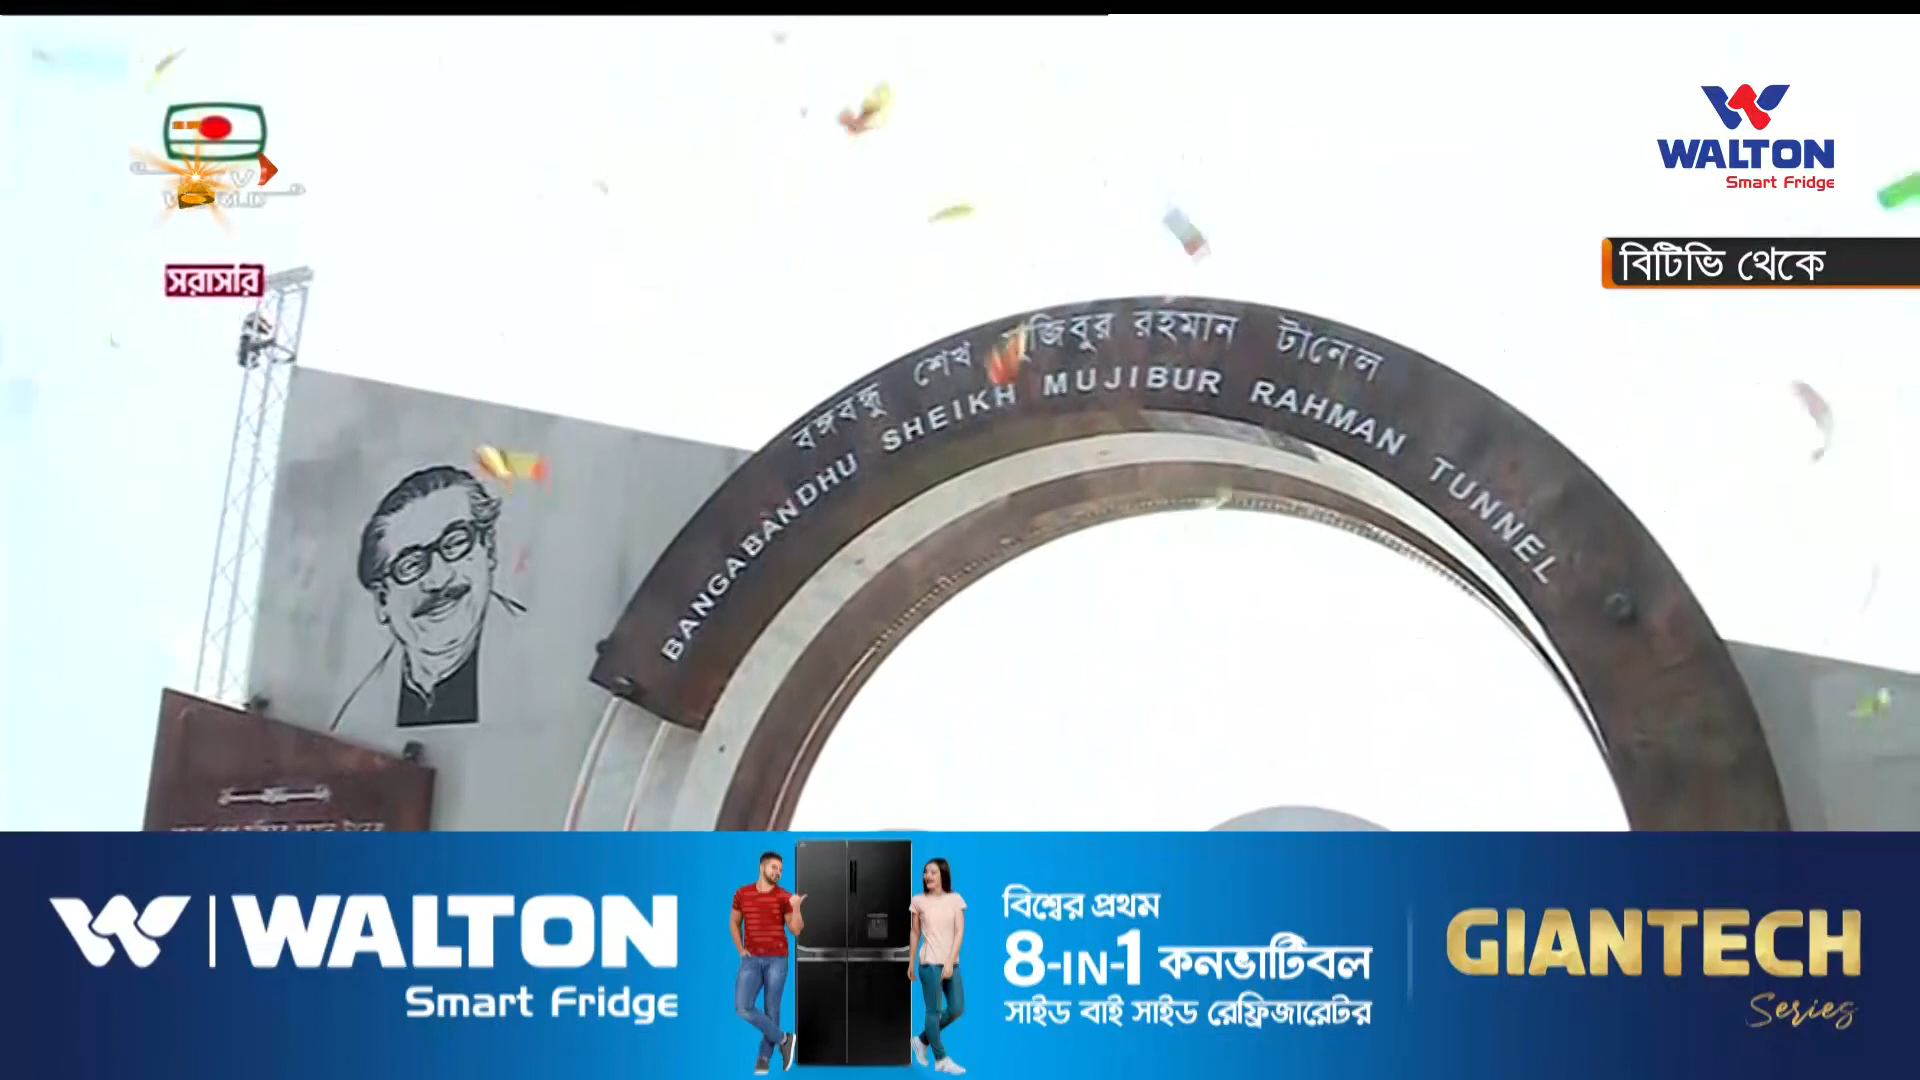 WALTON
Smart Fridge
সরাসরি
বিটিভি থেকে
বঙ্গবন্ধু শেখ মুজিবুর রহমান টানেল
BANGABANDHU SHEIKH MUJIBUR RAHMAN TUNNEL
WALTON
Smart Fridge
বিশ্বের প্রথম
8-IN-1 কনভার্টিবল
সাইড বাই সাইড রেফ্রিজারেটর
GIANTECH
Series